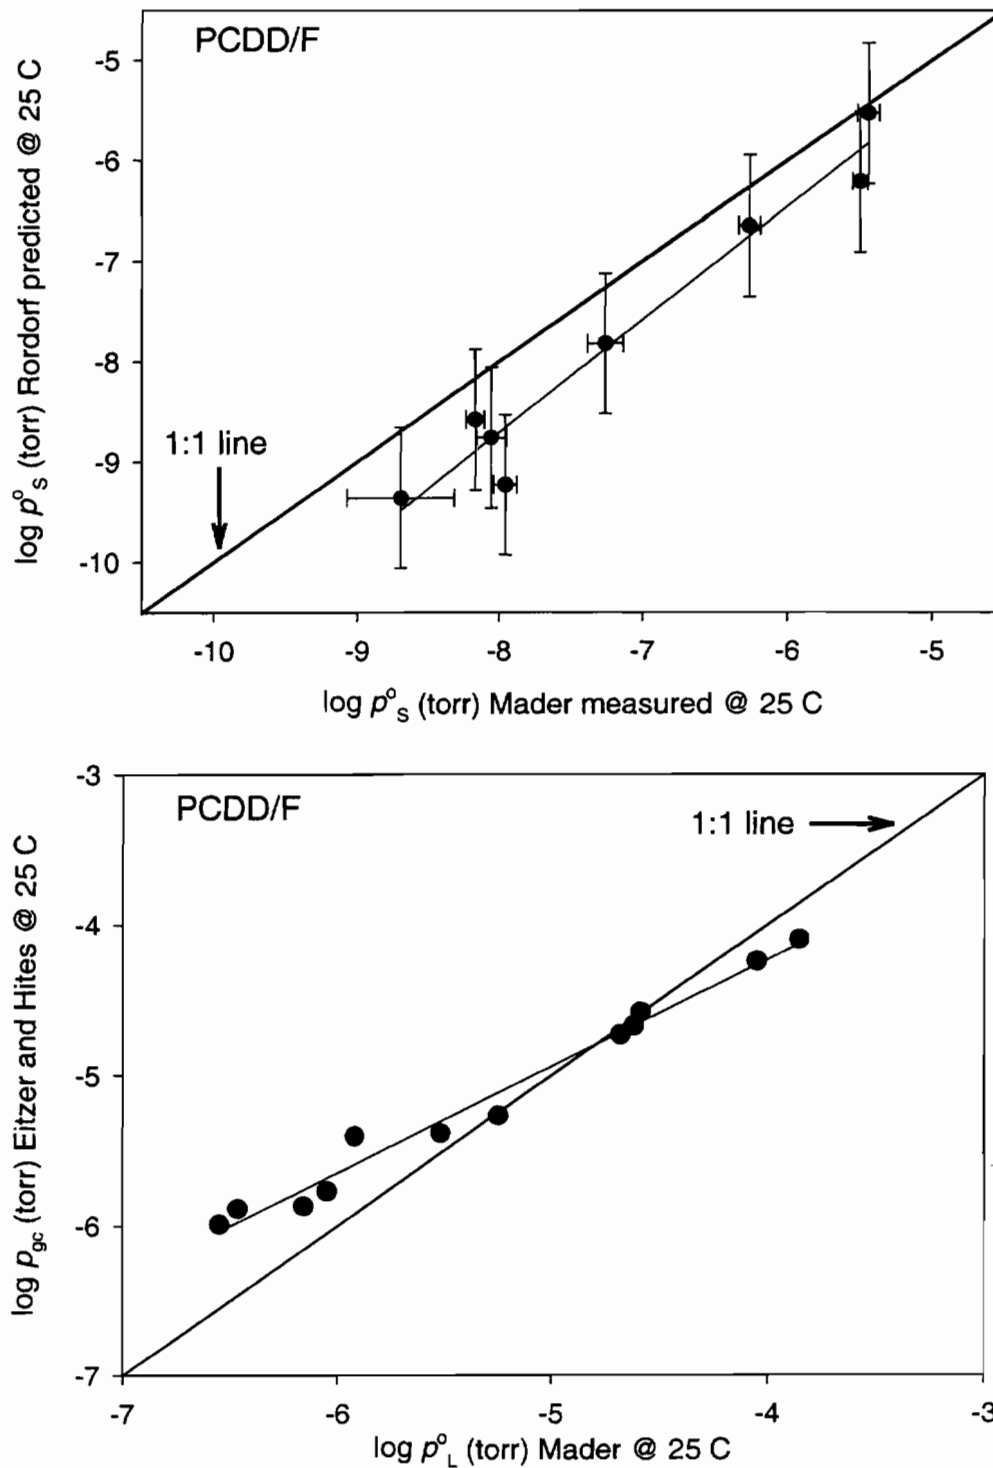 PCDD/F
log p°S (torr) Rordorf predicted @ 25 C
-5
-6
-7
-8
-9
-10
1:1 line
-10 -9 -8 -7 -6 -5
log p°S (torr) Mader measured @ 25 C
PCDD/F
1:1 line
log pgc (torr) Eitzer and Hites @ 25 C
-3
-4
-5
-6
-7
-7 -6 -5 -4 -3
log p°L (torr) Mader @ 25 C